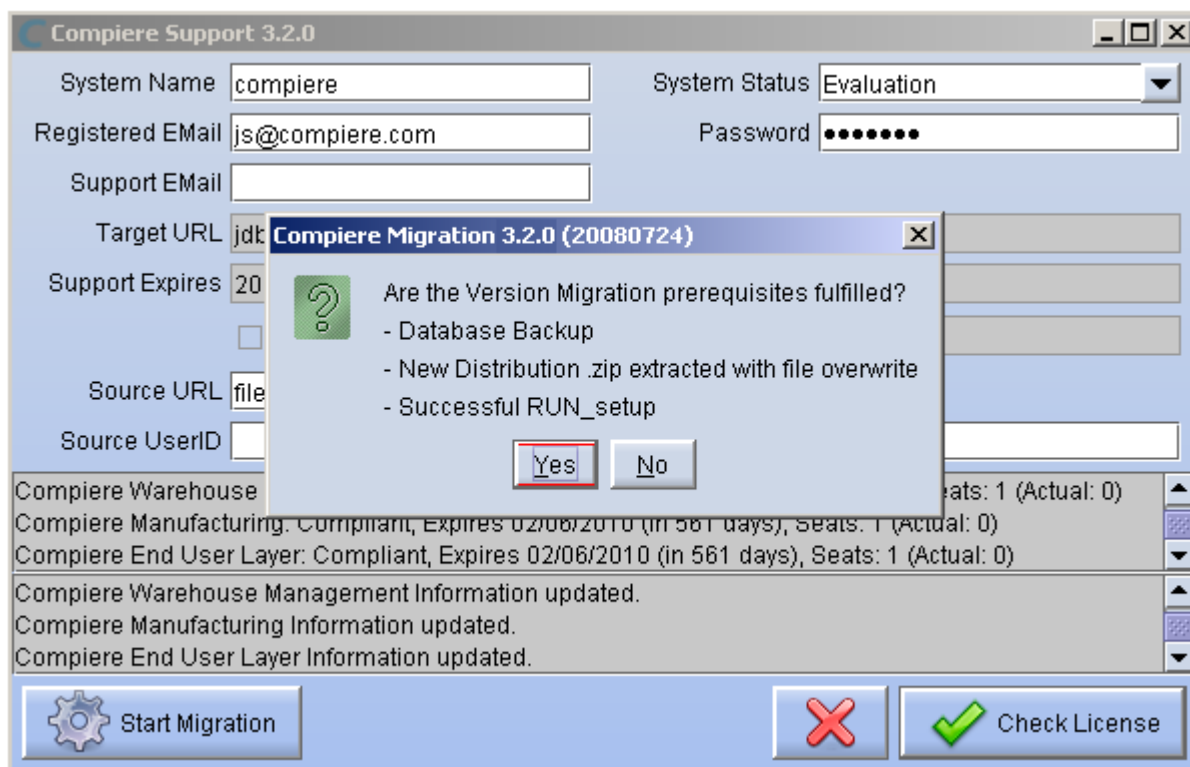 Compiere Support 3.2.0
System Name compiere System Status Evaluation
Registered EMail js@compiere.com Password •••••••
Support EMail
Target URL jdb
Compiere Migration 3.2.0 (20080724)
Support Expires 20
Are the Version Migration prerequisites fulfilled?
- Database Backup
- New Distribution .zip extracted with file overwrite
- Successful RUN_setup
Source URL file
Source UserID
Yes No
Compiere Warehouse eats: 1 (Actual: 0)
Compiere Manufacturing: Compliant, Expires 02/06/2010 (in 561 days), Seats: 1 (Actual: 0)
Compiere End User Layer: Compliant, Expires 02/06/2010 (in 561 days), Seats: 1 (Actual: 0)
Compiere Warehouse Management Information updated.
Compiere Manufacturing Information updated.
Compiere End User Layer Information updated.
Start Migration Check License